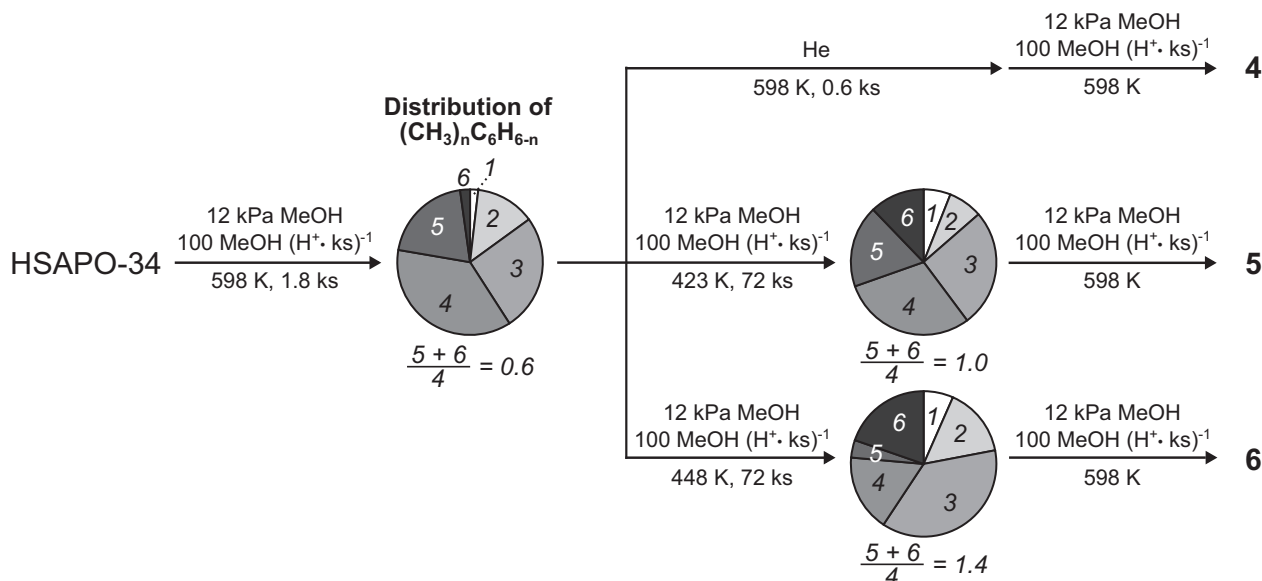 HSAPO-34
12 kPa MeOH
100 MeOH (H⁺· ks)⁻¹
598 K, 1.8 ks
Distribution of
(CH₃)ₙC₆H₆₋ₙ
1
2
3
4
5
6
5 + 6
4
= 0.6
He
598 K, 0.6 ks
12 kPa MeOH
100 MeOH (H⁺· ks)⁻¹
598 K
4
12 kPa MeOH
100 MeOH (H⁺· ks)⁻¹
423 K, 72 ks
1
2
3
4
5
6
5 + 6
4
= 1.0
12 kPa MeOH
100 MeOH (H⁺· ks)⁻¹
598 K
5
12 kPa MeOH
100 MeOH (H⁺· ks)⁻¹
448 K, 72 ks
1
2
3
4
5
6
5 + 6
4
= 1.4
12 kPa MeOH
100 MeOH (H⁺· ks)⁻¹
598 K
6